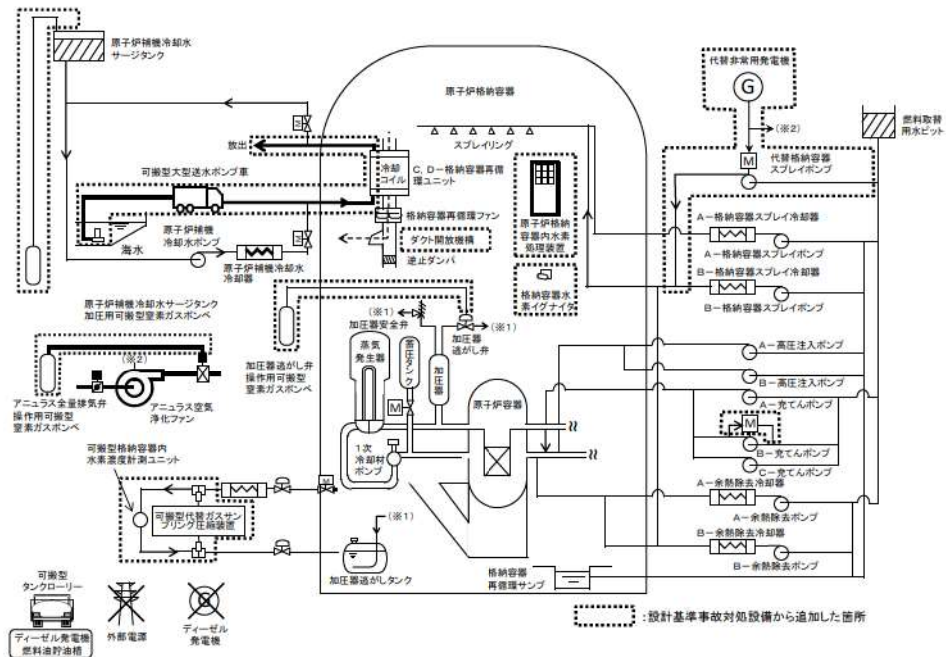 原子炉補機冷却水
サージタンク
放出
可搬型大型送水ポンプ車
海水
原子炉補機
冷却水ポンプ
原子炉補機冷却水
冷却器
M
M
原子炉格納容器
スプレイリング
冷却
コイル
C, D-格納容器再循
環ユニット
格納容器再循環ファン
ダクト開放機構
逆止ダンパ
原子炉格納
容器内水素
処理装置
格納容器水
素イグナイタ
代替非常用発電機
G
(※2)
M
代替格納容器
スプレイポンプ
燃料取替
用水ピット
A-格納容器スプレイ冷却器
A-格納容器スプレイポンプ
B-格納容器スプレイ冷却器
B-格納容器スプレイポンプ
原子炉補機冷却水サージタンク
加圧用可搬型窒素ガスボンベ
(※2)
アニュラス全量排気弁
操作用可搬型
窒素ガスボンベ
アニュラス空気
浄化ファン
加圧器逃がし弁
操作用可搬型
窒素ガスボンベ
(※1)
加圧器安全弁
(※1)
加圧器
逃がし弁
蒸気
発生器
蓄圧タンク
加圧器
M
原子炉容器
1次
冷却材
ポンプ
A-高圧注入ポンプ
B-高圧注入ポンプ
A-充てんポンプ
M
B-充てんポンプ
C-充てんポンプ
A-余熱除去冷却器
A-余熱除去ポンプ
B-余熱除去冷却器
B-余熱除去ポンプ
可搬型格納容器内
水素濃度計測ユニット
M
可搬型代替ガスサン
プリング圧縮装置
(※1)
加圧器逃がしタンク
格納容器
再循環サンプ
可搬型
タンクローリー
ディーゼル発電機
燃料油貯油槽
外部電源
ディーゼル
発電機
:設計基準事故対処設備から追加した箇所